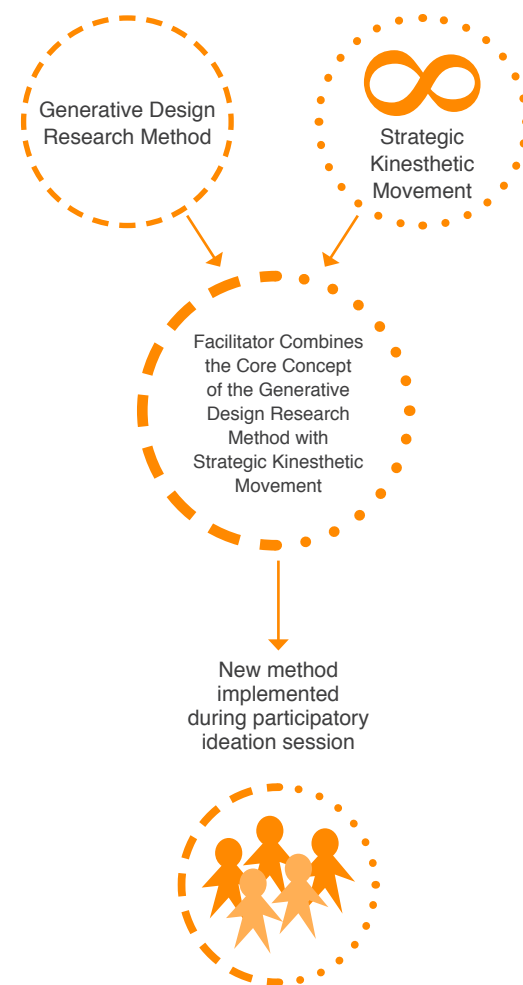 Generative Design
Research Method
Strategic
Kinesthetic
Movement
Facilitator Combines
the Core Concept
of the Generative
Design Research
Method with
Strategic Kinesthetic
Movement
New method
implemented
during participatory
ideation session